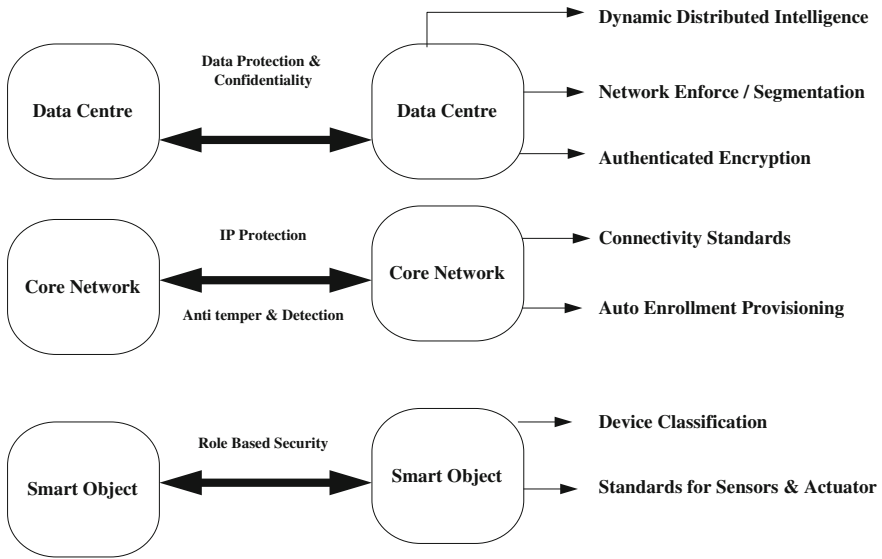 Dynamic Distributed Intelligence
Data Protection &
Confidentiality
Data Centre
Data Centre
Network Enforce / Segmentation
Authenticated Encryption
IP Protection
Connectivity Standards
Core Network
Core Network
Anti temper & Detection
Auto Enrollment Provisioning
Device Classification
Role Based Security
Smart Object
Smart Object
Standards for Sensors & Actuator